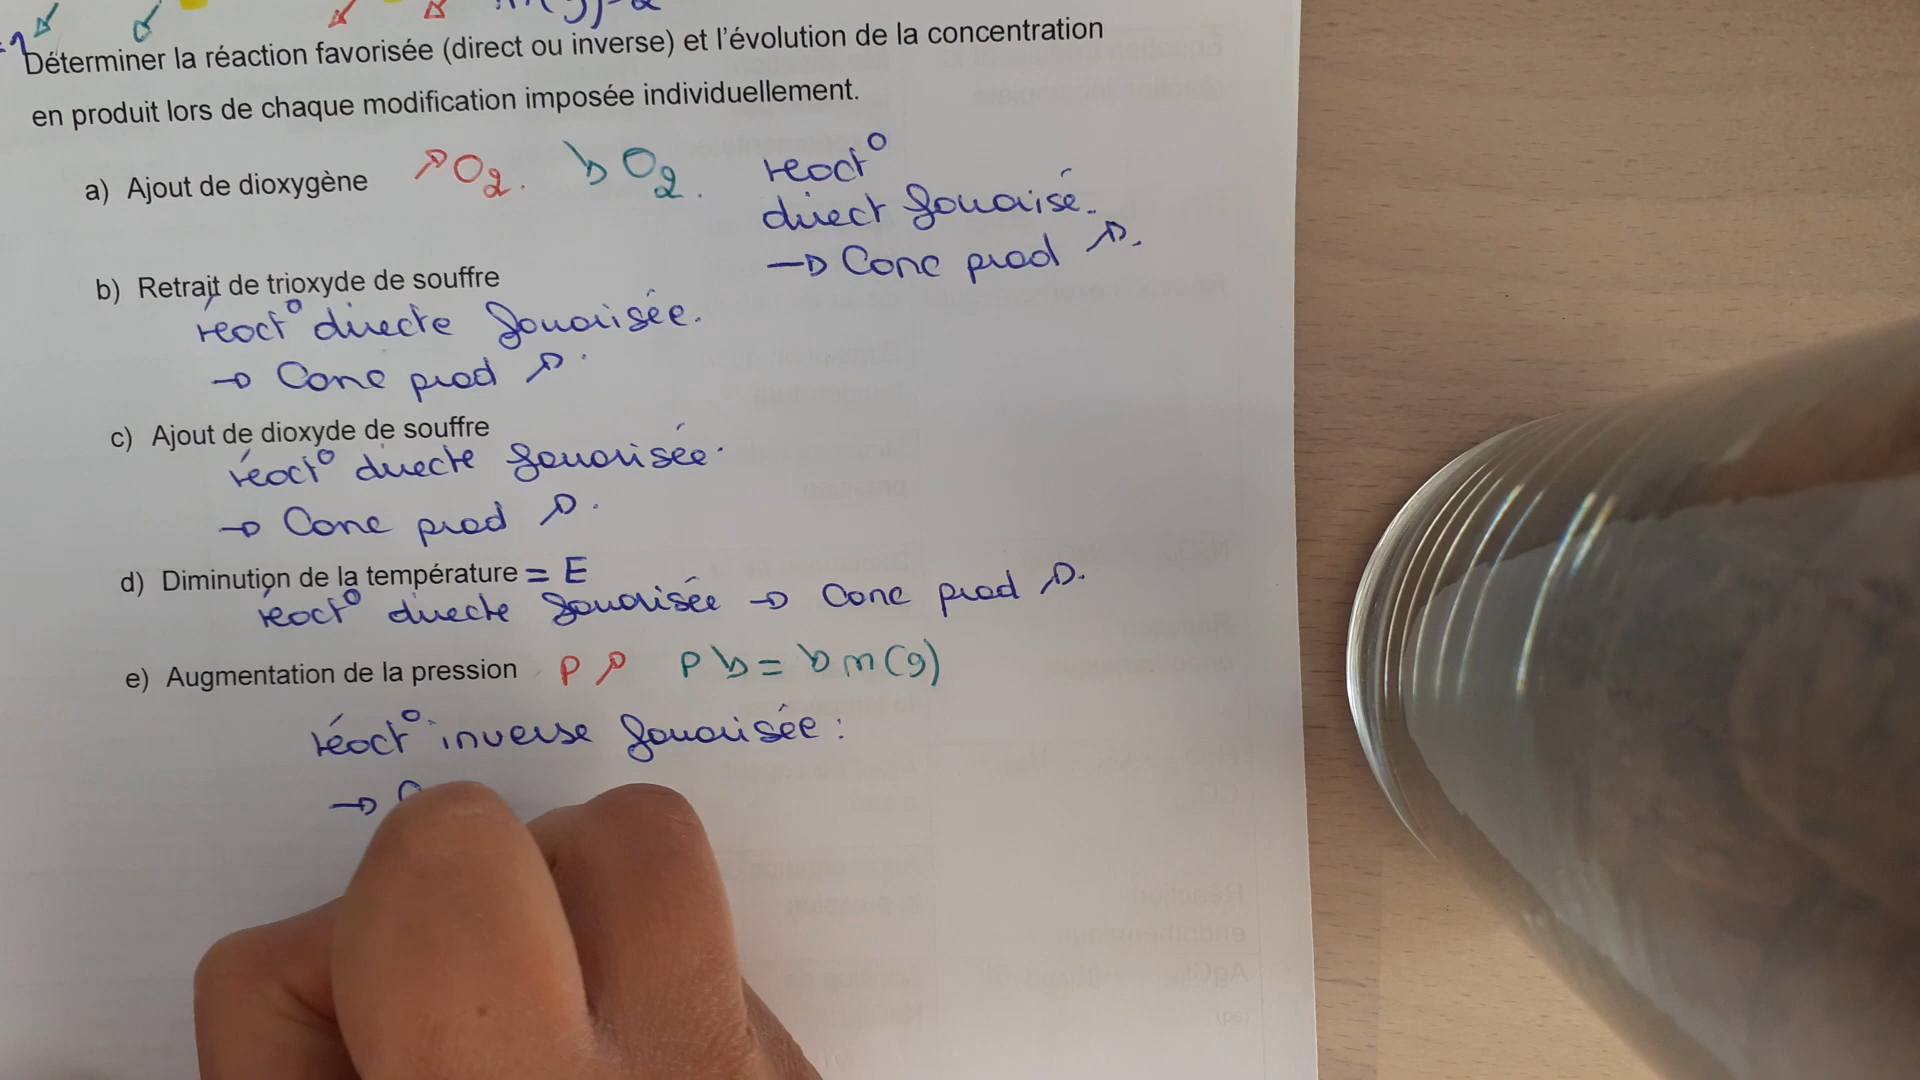 Déterminer la réaction favorisée (direct ou inverse) et l'évolution de la concentration
en produit lors de chaque modification imposée individuellement.
a) Ajout de dioxygène ↗ O₂. ↘ O₂.
réact°
direct favorisé.
→ Conc prod ↗.
b) Retrait de trioxyde de souffre
réact° directe favorisée.
→ Conc prod ↗.
c) Ajout de dioxyde de souffre
réact° directe favorisée.
→ Conc prod ↗.
d) Diminution de la température = E
réact° directe favorisée → Conc prod ↗.
e) Augmentation de la pression P ↗ P ↘ = ↘ n(g)
réact° inverse favorisée :
→